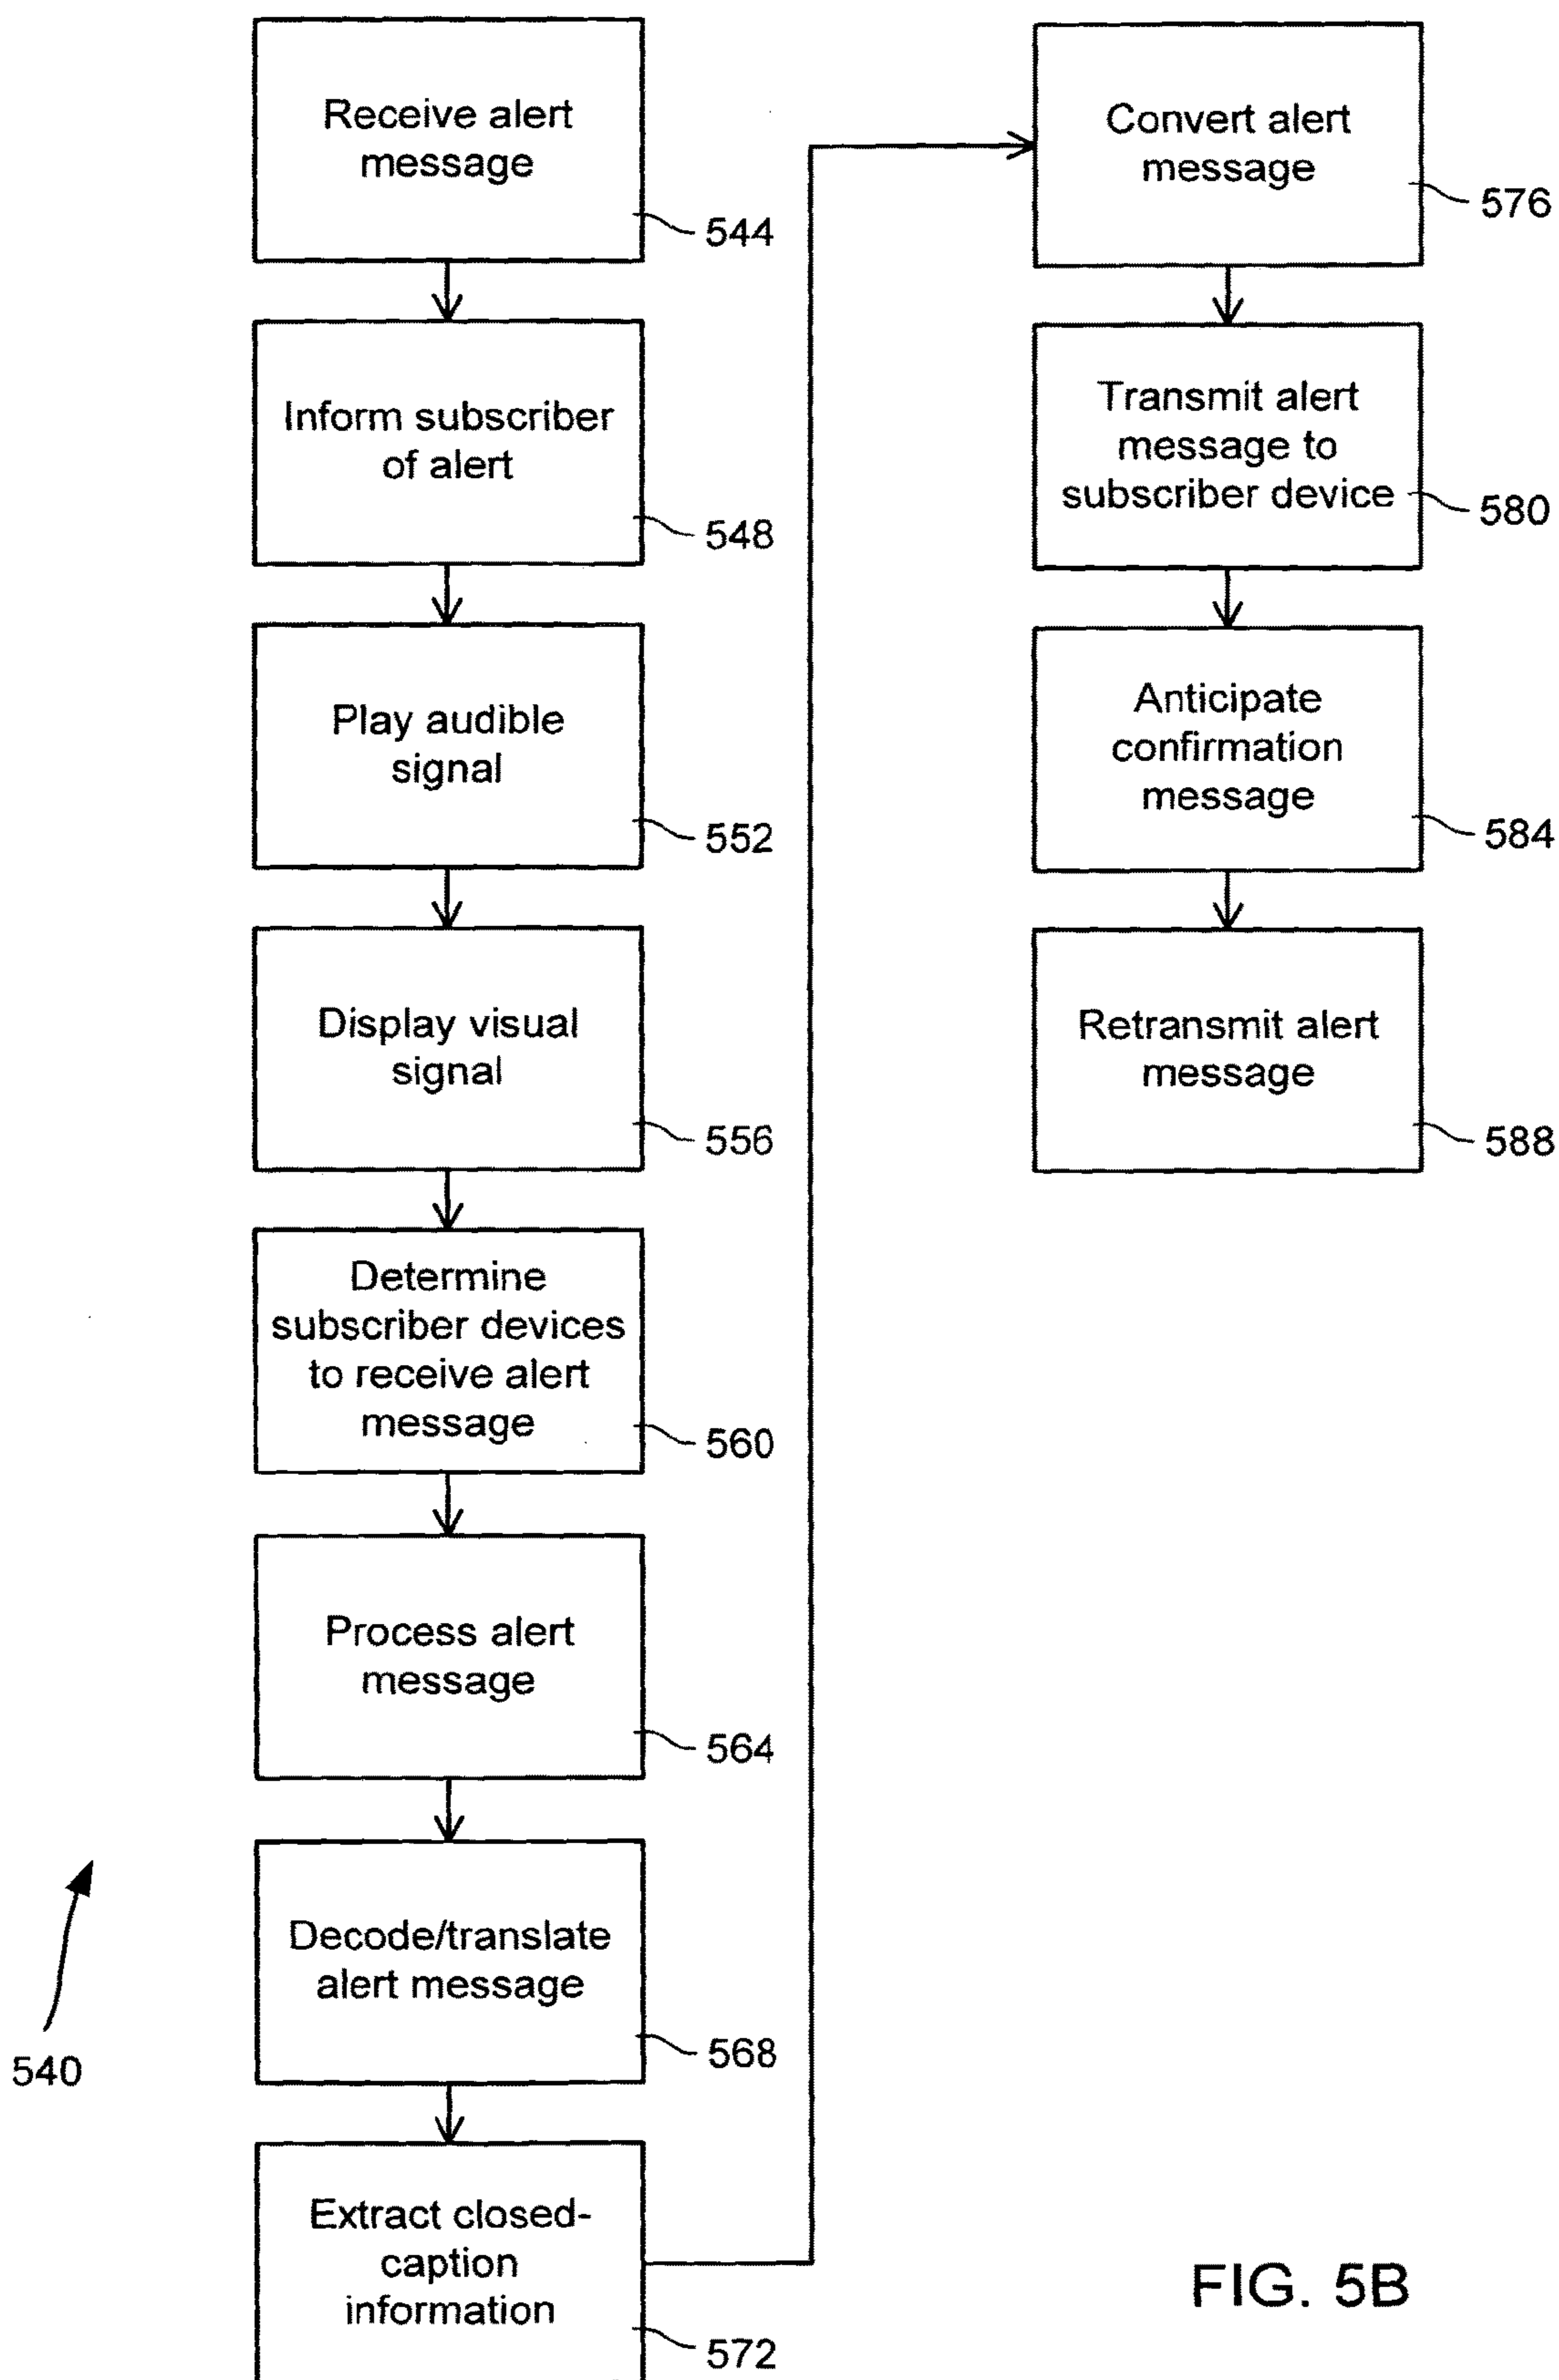 Receive alert
message
544
Inform subscriber
of alert
548
Play audible
signal
552
Display visual
signal
556
Determine
subscriber devices
to receive alert
message
560
Process alert
message
564
Decode/translate
alert message
568
540
Extract closed-
caption
information
572
Convert alert
message
576
Transmit alert
message to
subscriber device
580
Anticipate
confirmation
message
584
Retransmit alert
message
588
FIG. 5B